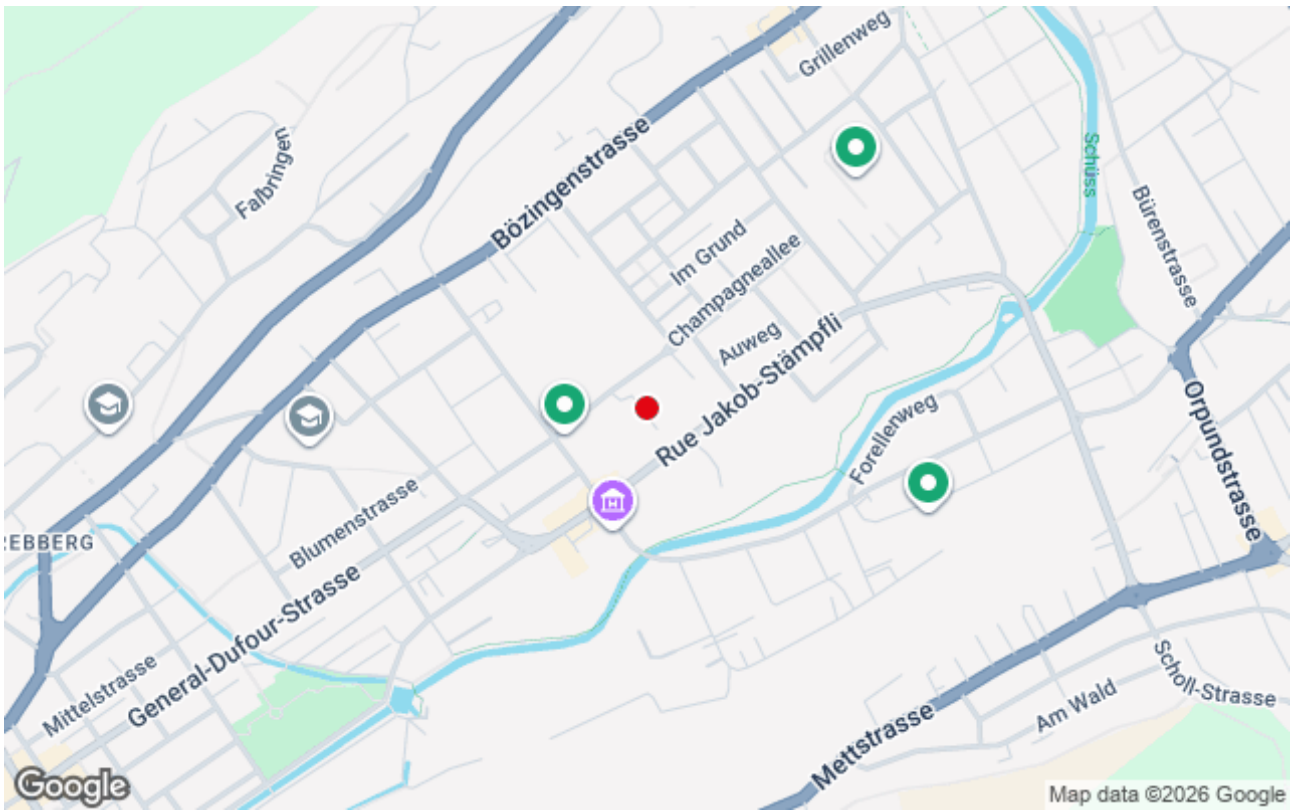 Grillenweg
Falbringen
Bözingenstrasse
Schüss
Bürenstrasse
Im Grund
Champagneallee
Auweg
Rue Jakob-Stämpfli
Orpundstrasse
Forellenweg
Blumenstrasse
REBBERG
General-Dufour-Strasse
Mittelstrasse
Scholl-Strasse
Am Wald
Mettstrasse
H
Google
Map data ©2026 Google